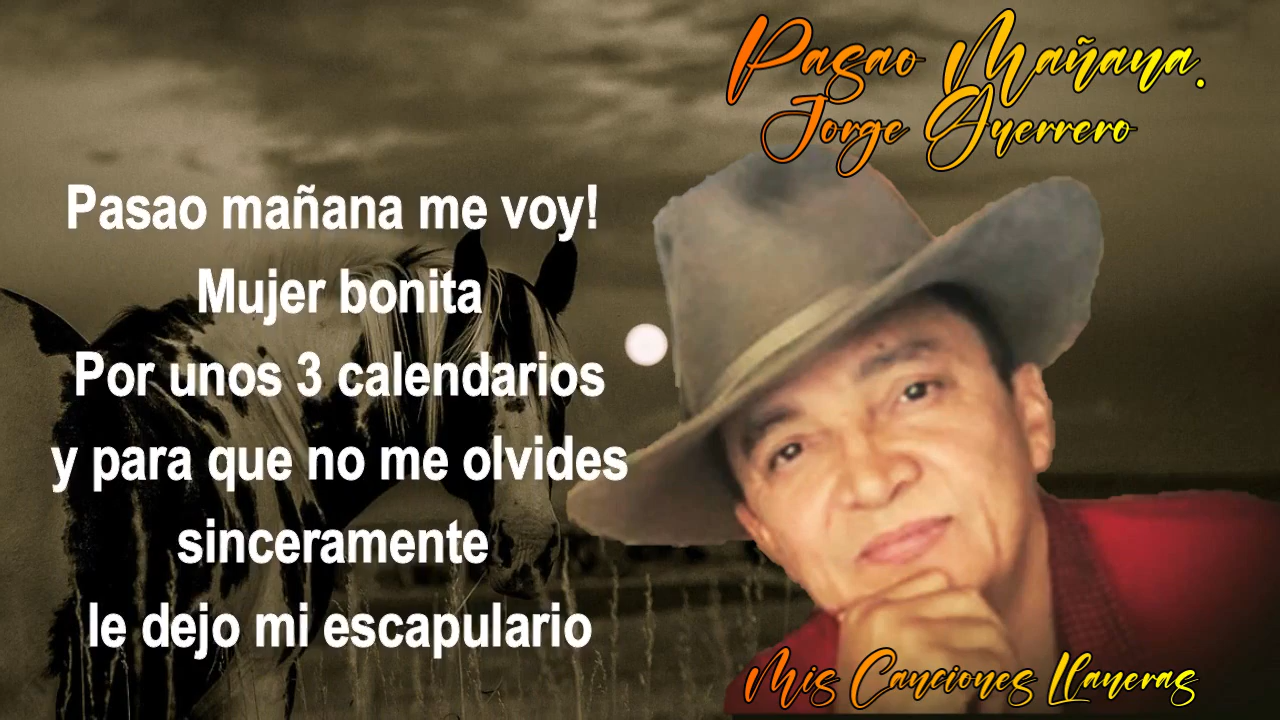 Pasao Mañana.
Jorge Guerrero
Pasao mañana me voy!
Mujer bonita
Por unos 3 calendarios
y para que no me olvides
sinceramente
le dejo mi escapulario
Mis Canciones Llaneras